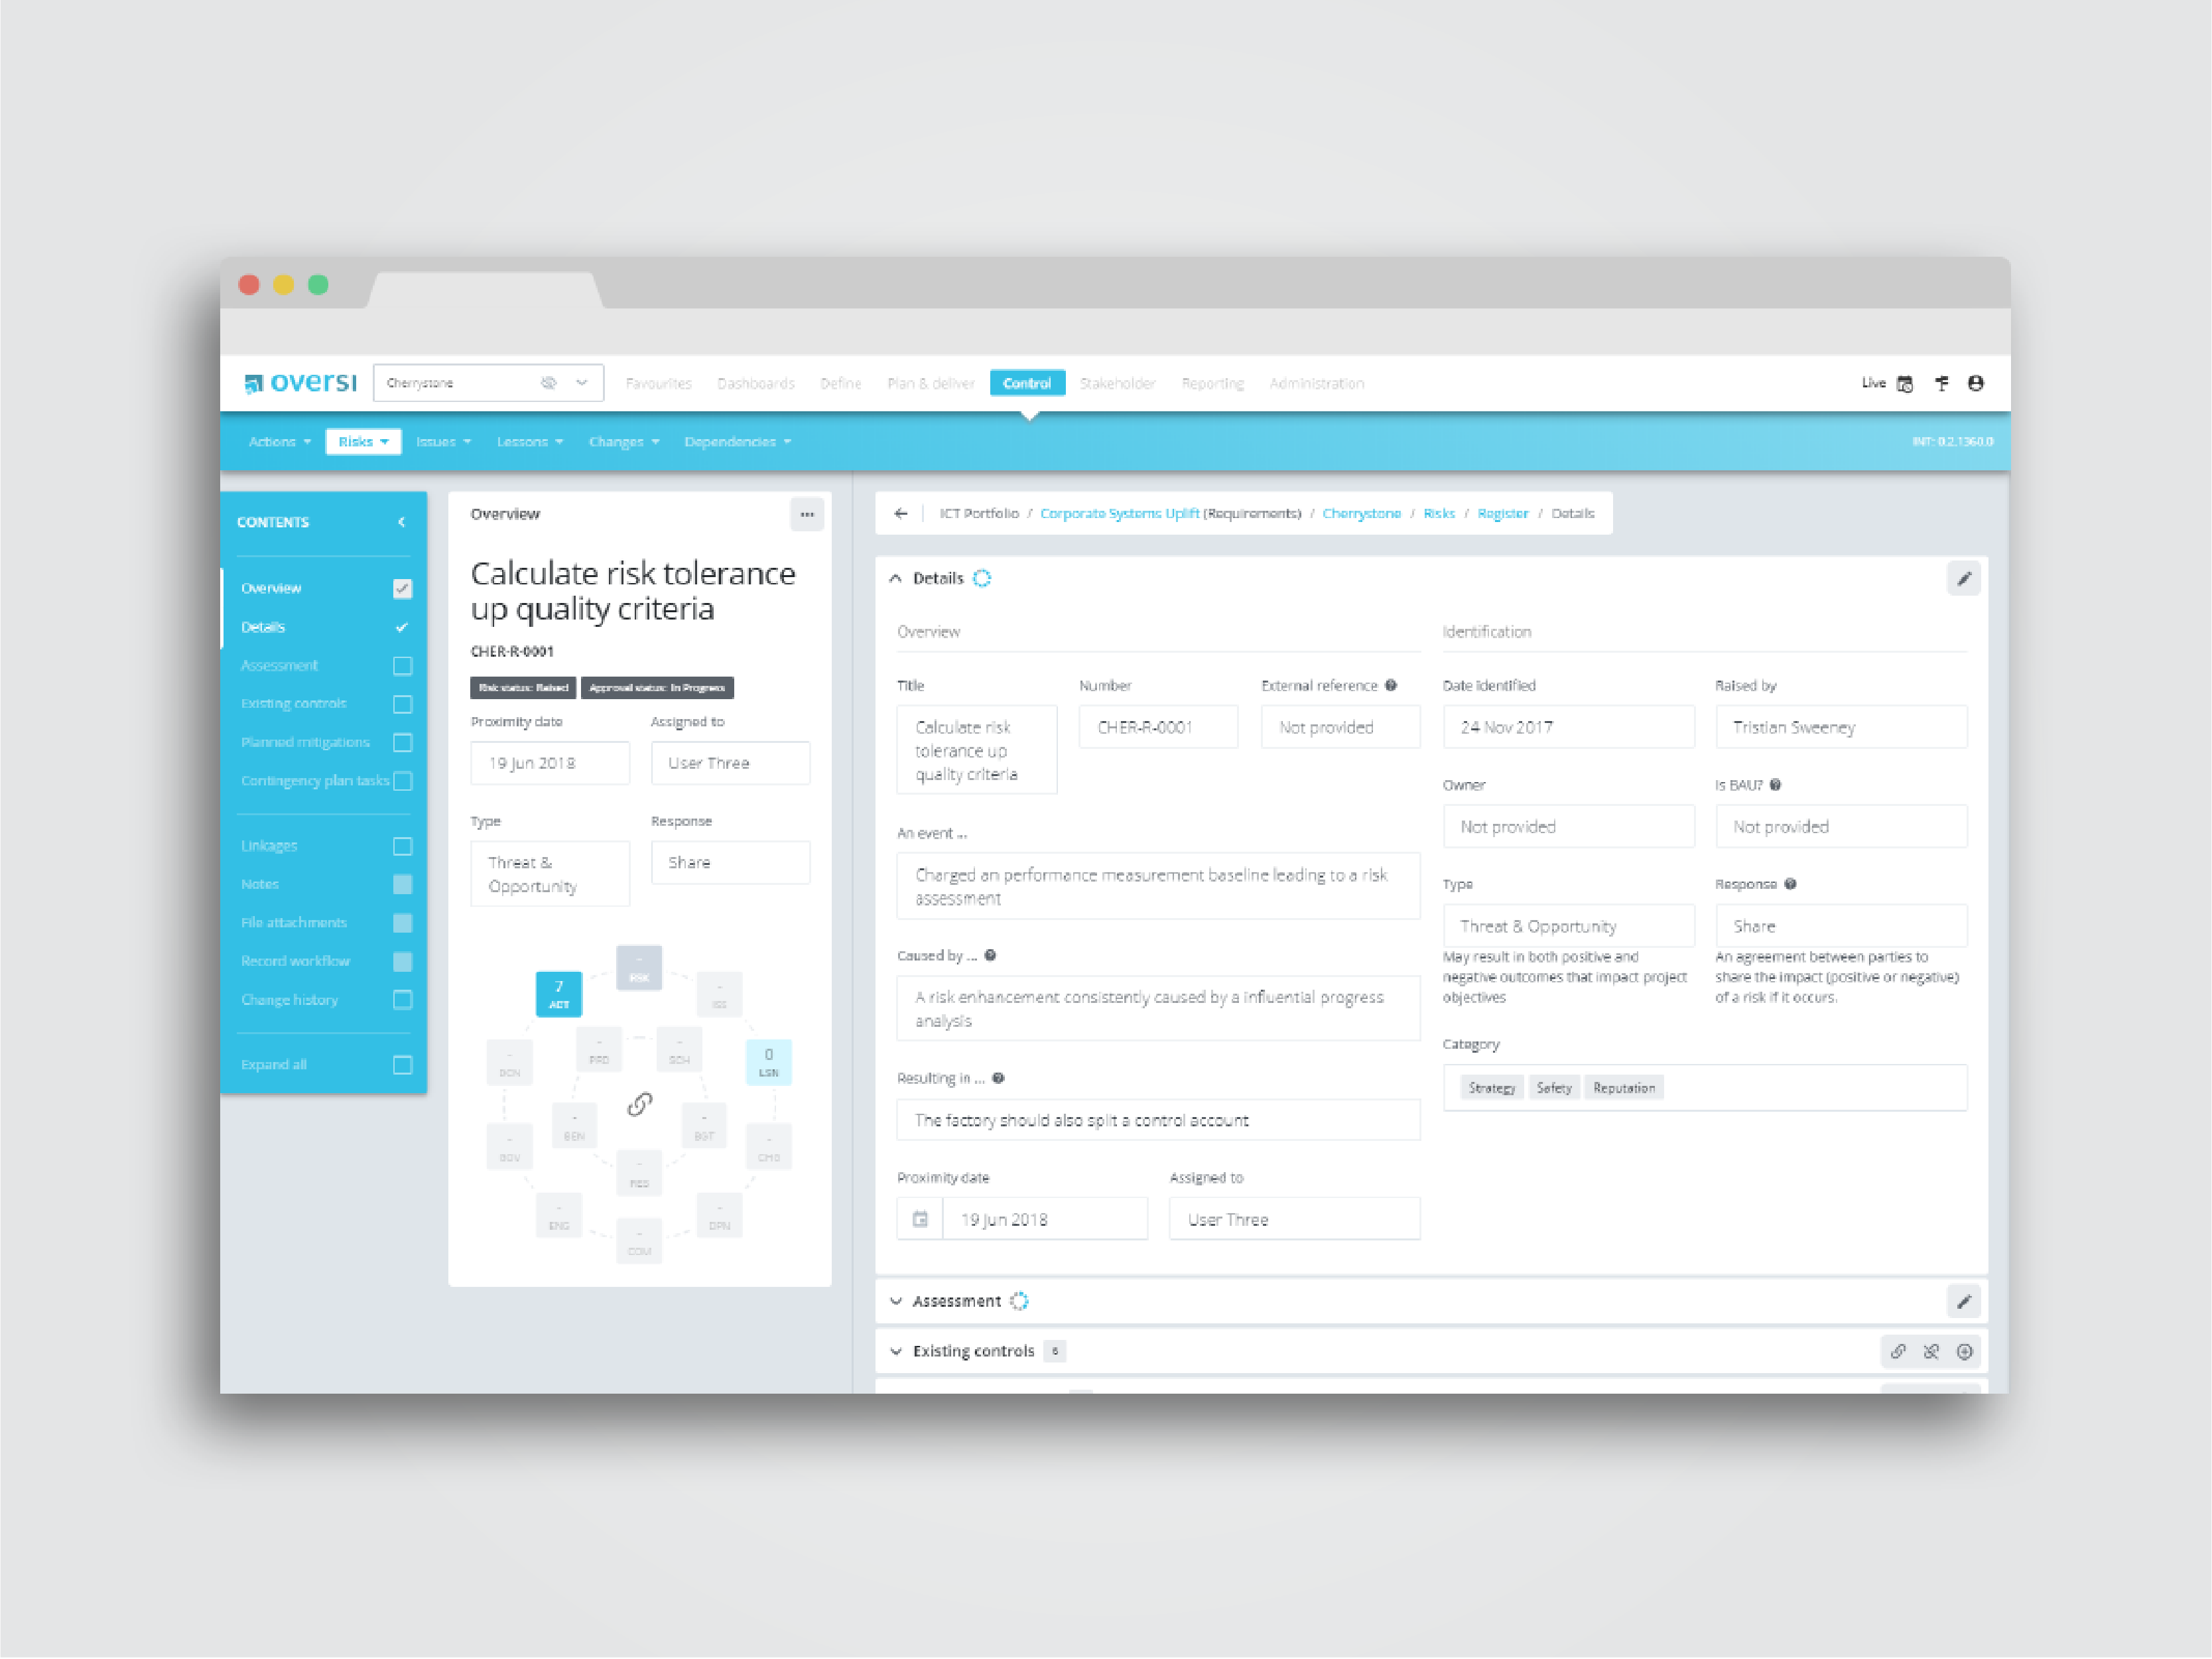 oversi
Cherrystone
Favourites
Dashboards
Define
Plan & deliver
Control
Stakeholder
Reporting
Administration
Live
Actions
Risks
Issues
Lessons
Changes
Dependencies
INT: 0.2.1360.0
CONTENTS
Overview
Details
Assessment
Existing controls
Planned mitigations
Contingency plan tasks
Linkages
Notes
File attachments
Record workflow
Change history
Expand all
Overview
Calculate risk tolerance
up quality criteria
CHER-R-0001
Risk status: Raised
Approval status: In Progress
Proximity date
Assigned to
19 Jun 2018
User Three
Type
Response
Threat &
Opportunity
Share
-
RSK
7
ACT
-
ISS
-
PRD
-
SCH
-
DCN
0
LSN
-
BEN
-
BGT
-
GOV
-
CHG
-
RES
-
ENG
-
DPN
-
COM
ICT Portfolio / Corporate Systems Uplift (Requirements) / Cherrystone / Risks / Register / Details
Details
Overview
Title
Number
External reference
Calculate risk
tolerance up
quality criteria
CHER-R-0001
Not provided
An event ...
Charged an performance measurement baseline leading to a risk
assessment
Caused by ...
A risk enhancement consistently caused by a influential progress
analysis
Resulting in ...
The factory should also split a control account
Proximity date
Assigned to
19 Jun 2018
User Three
Identification
Date Identified
Raised by
24 Nov 2017
Tristian Sweeney
Owner
Is BAU?
Not provided
Not provided
Type
Response
Threat & Opportunity
Share
May result in both positive and
negative outcomes that impact project
objectives
An agreement between parties to
share the impact (positive or negative)
of a risk if it occurs.
Category
Strategy
Safety
Reputation
Assessment
Existing controls
6